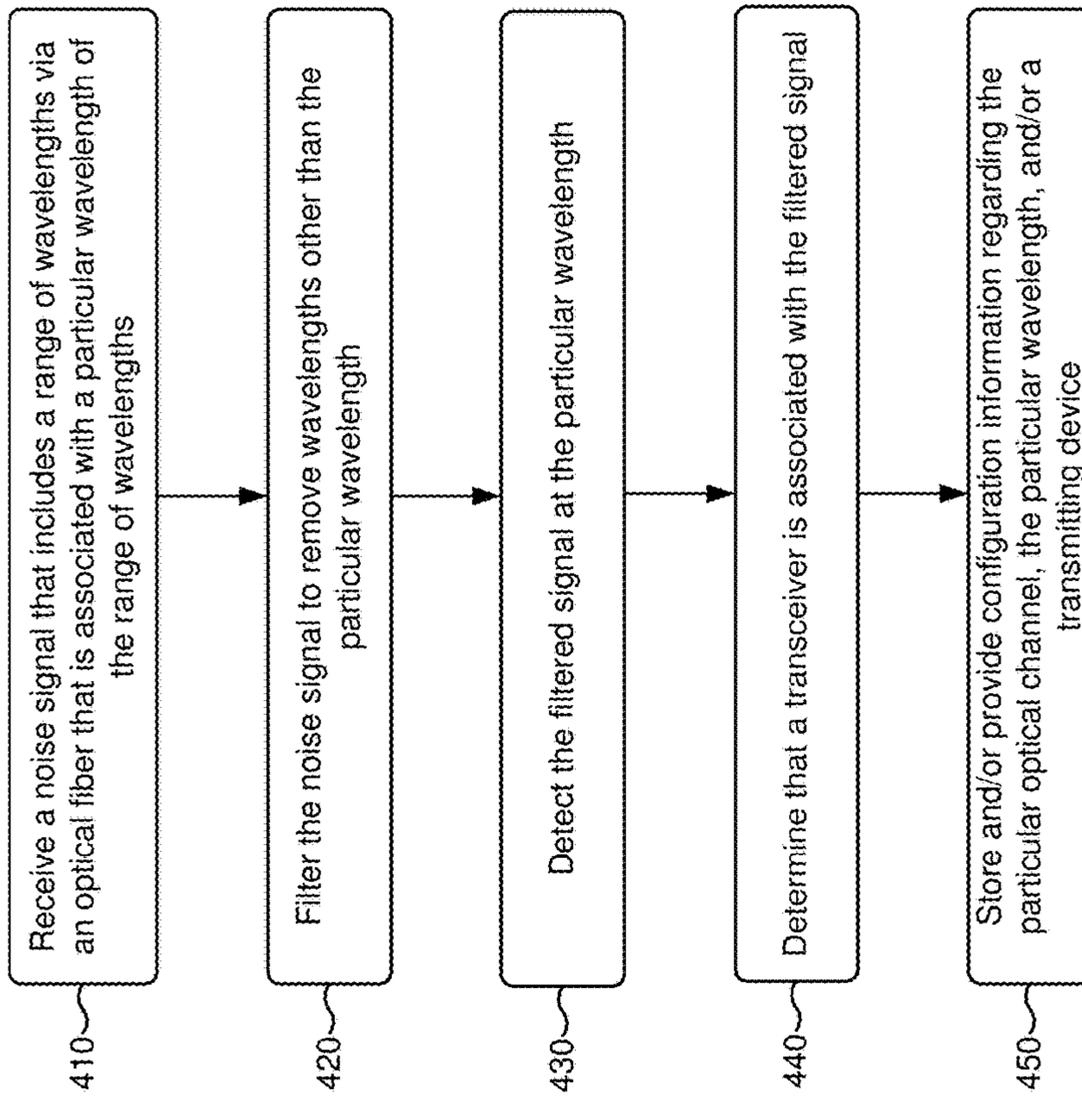 410
Receive a noise signal that includes a range of wavelengths via
an optical fiber that is associated with a particular wavelength of
the range of wavelengths
420
Filter the noise signal to remove wavelengths other than the
particular wavelength
430
Detect the filtered signal at the particular wavelength
440
Determine that a transceiver is associated with the filtered signal
450
Store and/or provide configuration information regarding the
particular optical channel, the particular wavelength, and/or a
transmitting device